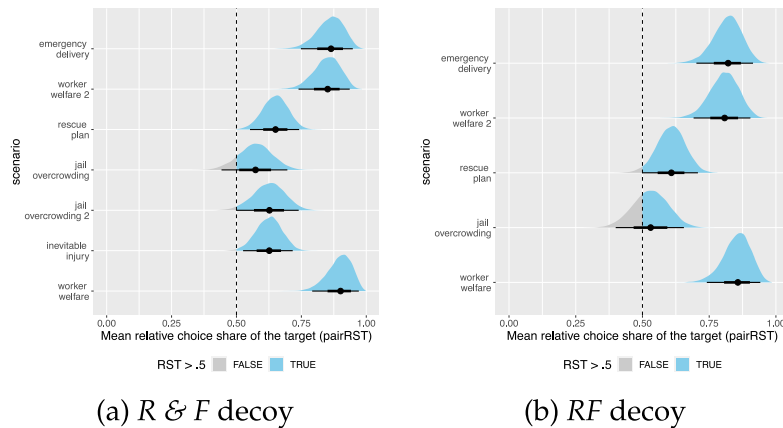 scenario
emergency
delivery
worker
welfare 2
rescue
plan
jail
overcrowding
jail
overcrowding 2
inevitable
injury
worker
welfare
0.00 0.25 0.50 0.75 1.00
Mean relative choice share of the target (pairRST)
RST > .5 FALSE TRUE
(a) R & F decoy
scenario
emergency
delivery
worker
welfare 2
rescue
plan
jail
overcrowding
worker
welfare
0.00 0.25 0.50 0.75 1.00
Mean relative choice share of the target (pairRST)
RST > .5 FALSE TRUE
(b) RF decoy